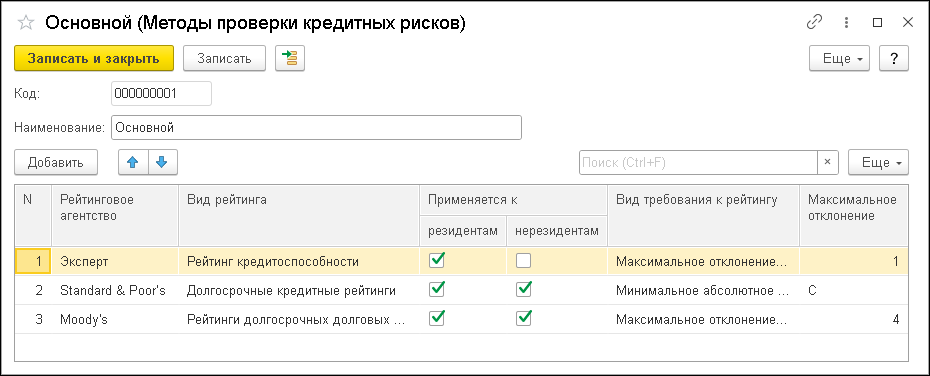 Основной (Методы проверки кредитных рисков)
Записать и закрыть Записать Еще ?
Код: 000000001
Наименование: Основной
Добавить Поиск (Ctrl+F) × Еще
N Рейтинговое агентство Вид рейтинга Применяется к Вид требования к рейтингу Максимальное отклонение
резидентам нерезидентам
1 Эксперт Рейтинг кредитоспособности Максимальное отклонение... 1
2 Standard & Poor's Долгосрочные кредитные рейтинги Минимальное абсолютное ... C
3 Moody's Рейтинги долгосрочных долговых ... Максимальное отклонение... 4